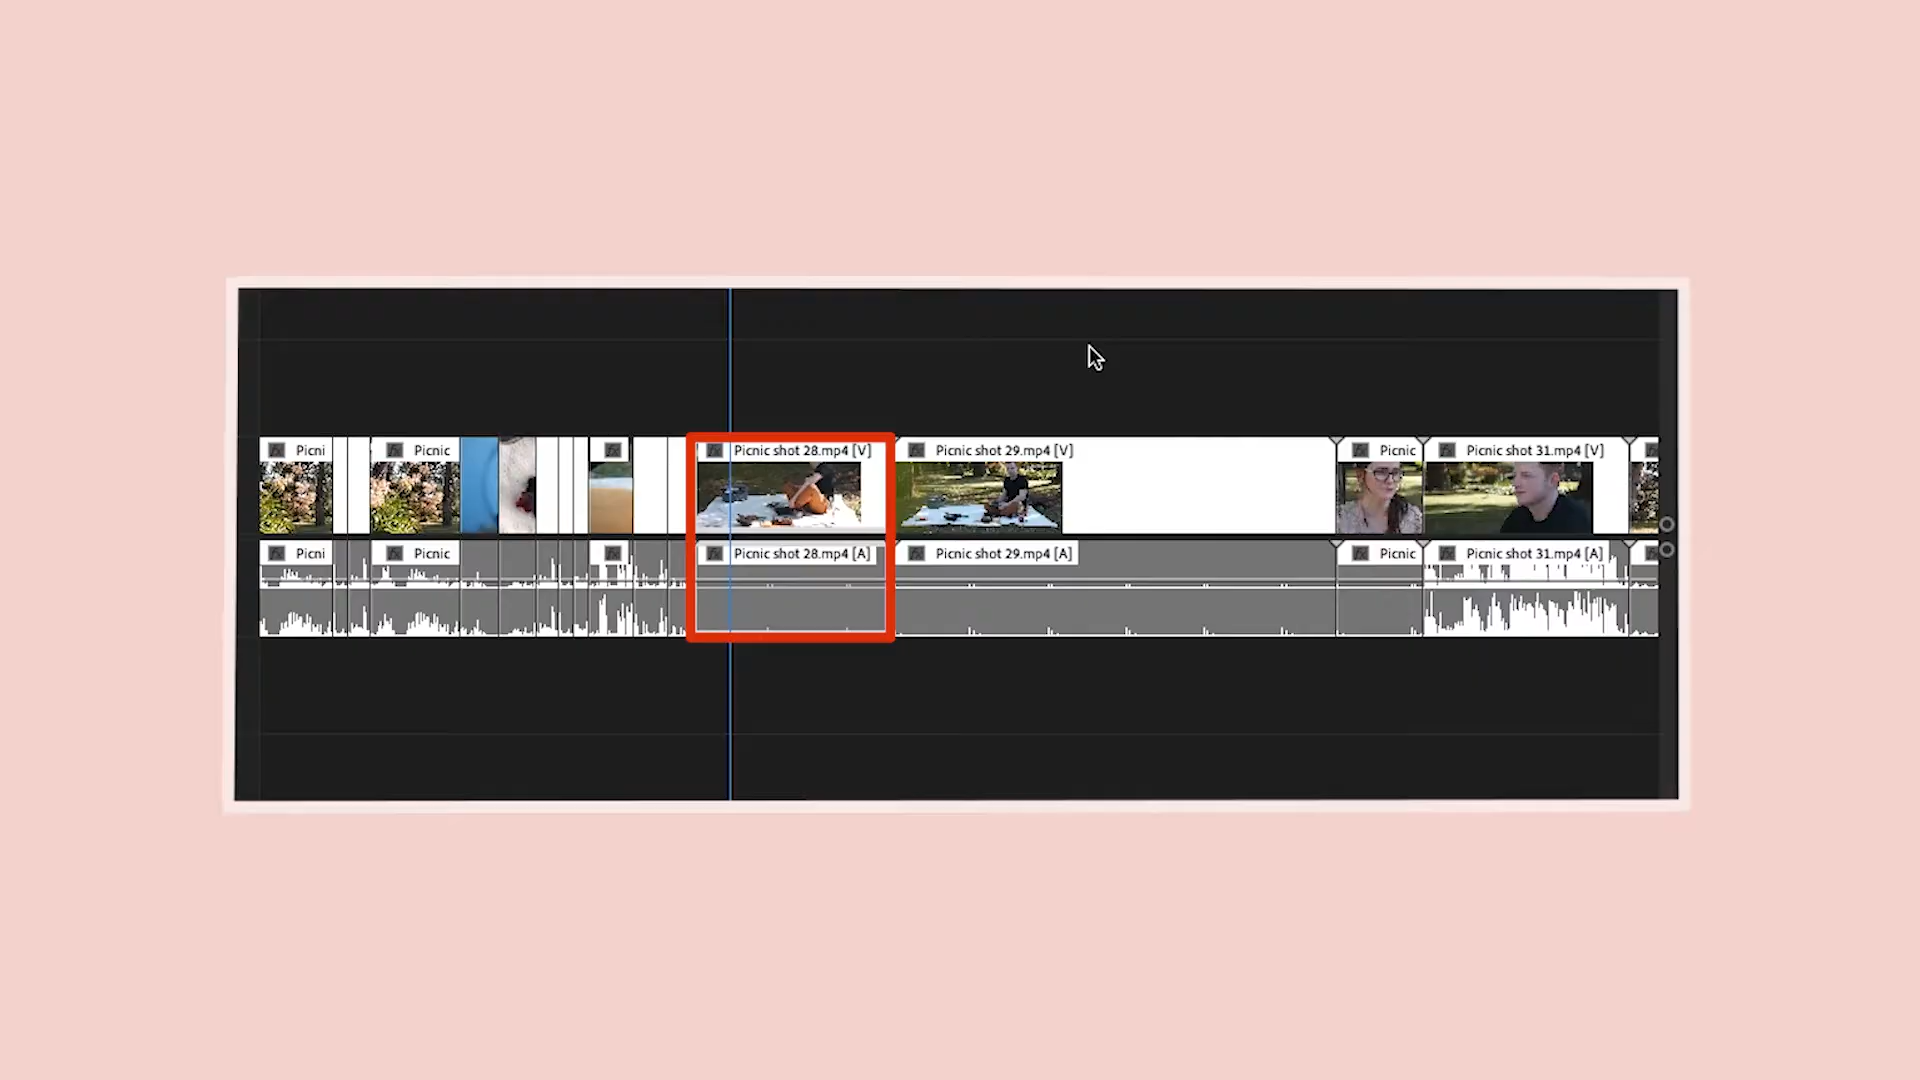 Picni
Picnic
Picnic shot 28.mp4 [V]
Picnic shot 29.mp4 [V]
Picnic
Picnic shot 31.mp4 [V]
Picni
Picnic
Picnic shot 28.mp4 [A]
Picnic shot 29.mp4 [A]
Picnic
Picnic shot 31.mp4 [A]